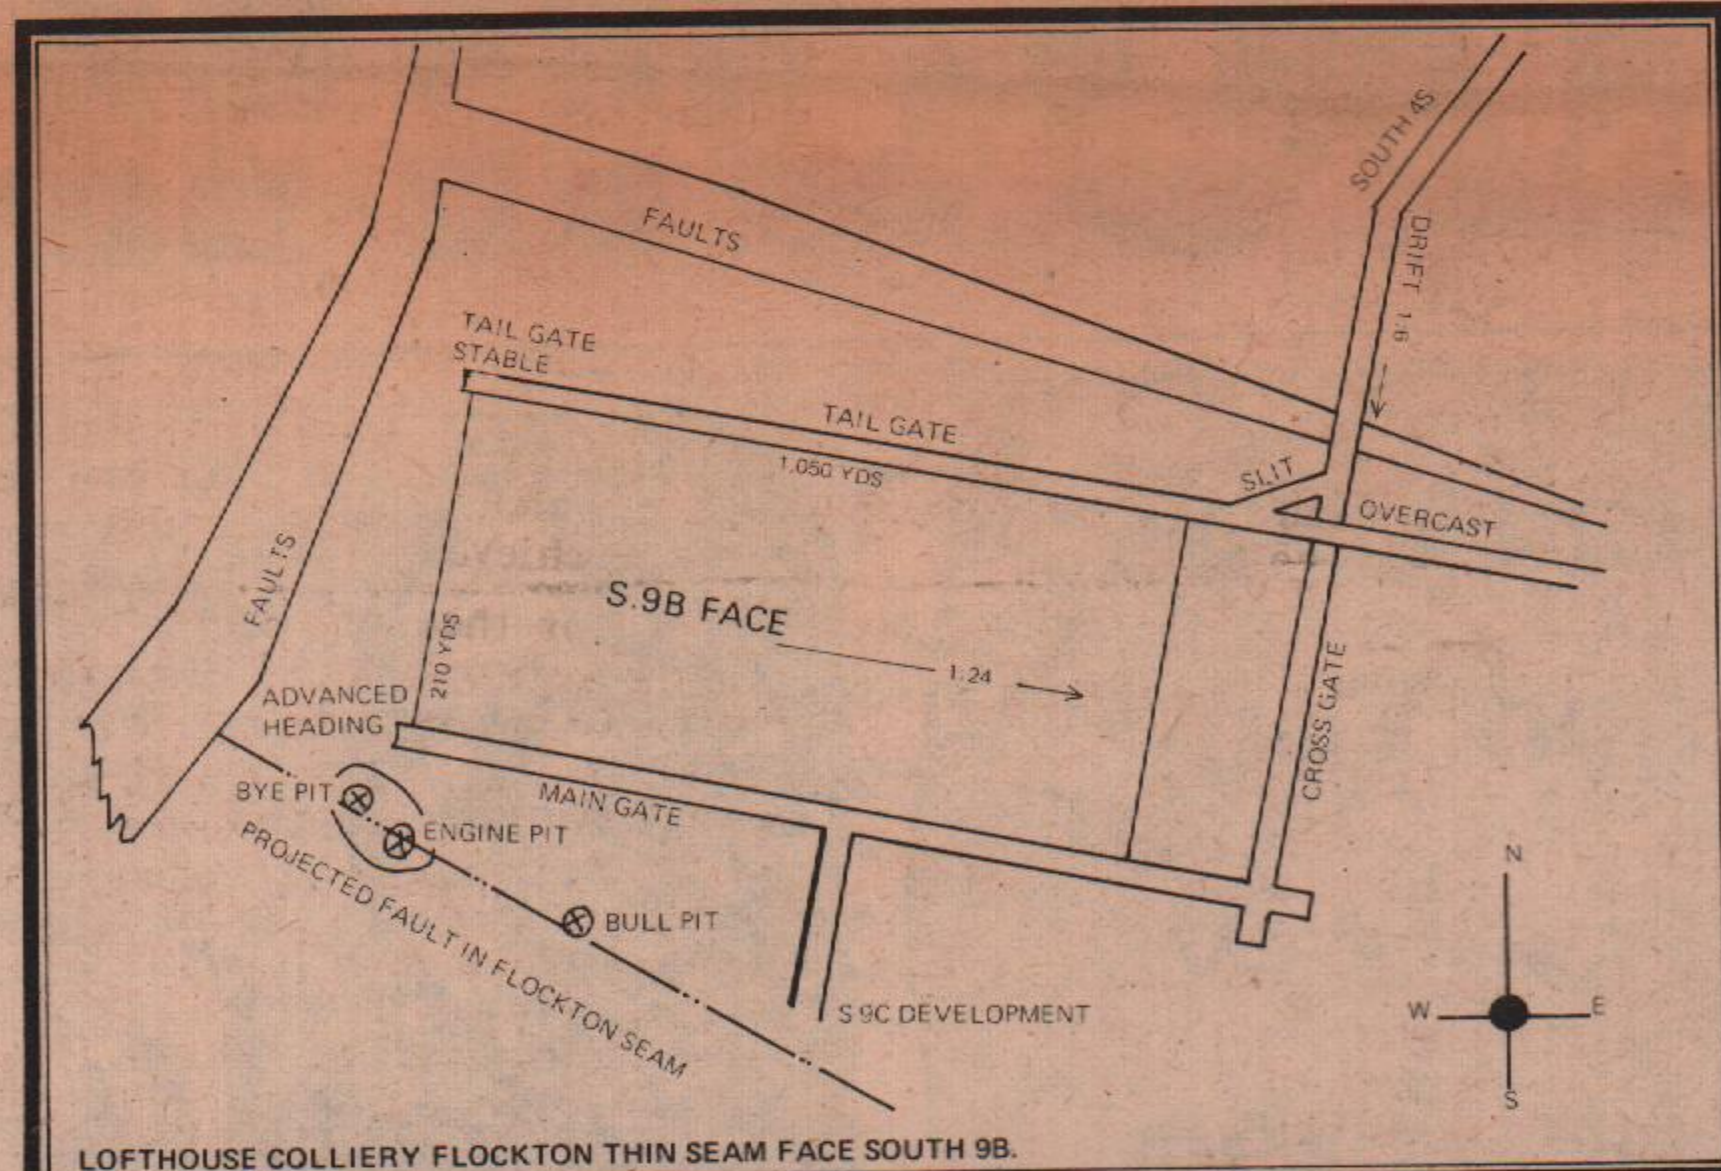 SOUTH 4S
DRIFT 1.6
FAULTS
TAIL GATE
STABLE
TAIL GATE
1,050 YDS
SLIT
OVERCAST
FAULTS
S.9B FACE
1.24
210 YDS
CROSS GATE
ADVANCED
HEADING
MAIN GATE
BYE PIT
ENGINE PIT
BULL PIT
PROJECTED FAULT IN FLOCKTON SEAM
S 9C DEVELOPMENT
N
W
E
S
LOFTHOUSE COLLIERY FLOCKTON THIN SEAM FACE SOUTH 9B.